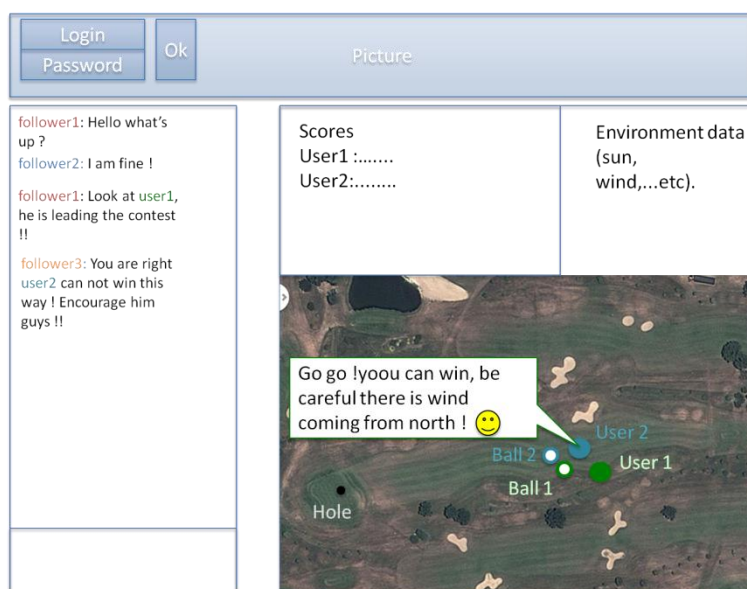 Login
Password
Ok
Picture
follower1: Hello what's
up ?
follower2: I am fine !
follower1: Look at user1,
he is leading the contest
!!
follower3: You are right
user2 can not win this
way ! Encourage him
guys !!
Scores
User1 :.......
User2:........
Environment data
(sun,
wind,...etc).
Go go !yoou can win, be
careful there is wind
coming from north !
User 2
Ball 2
User 1
Ball 1
Hole